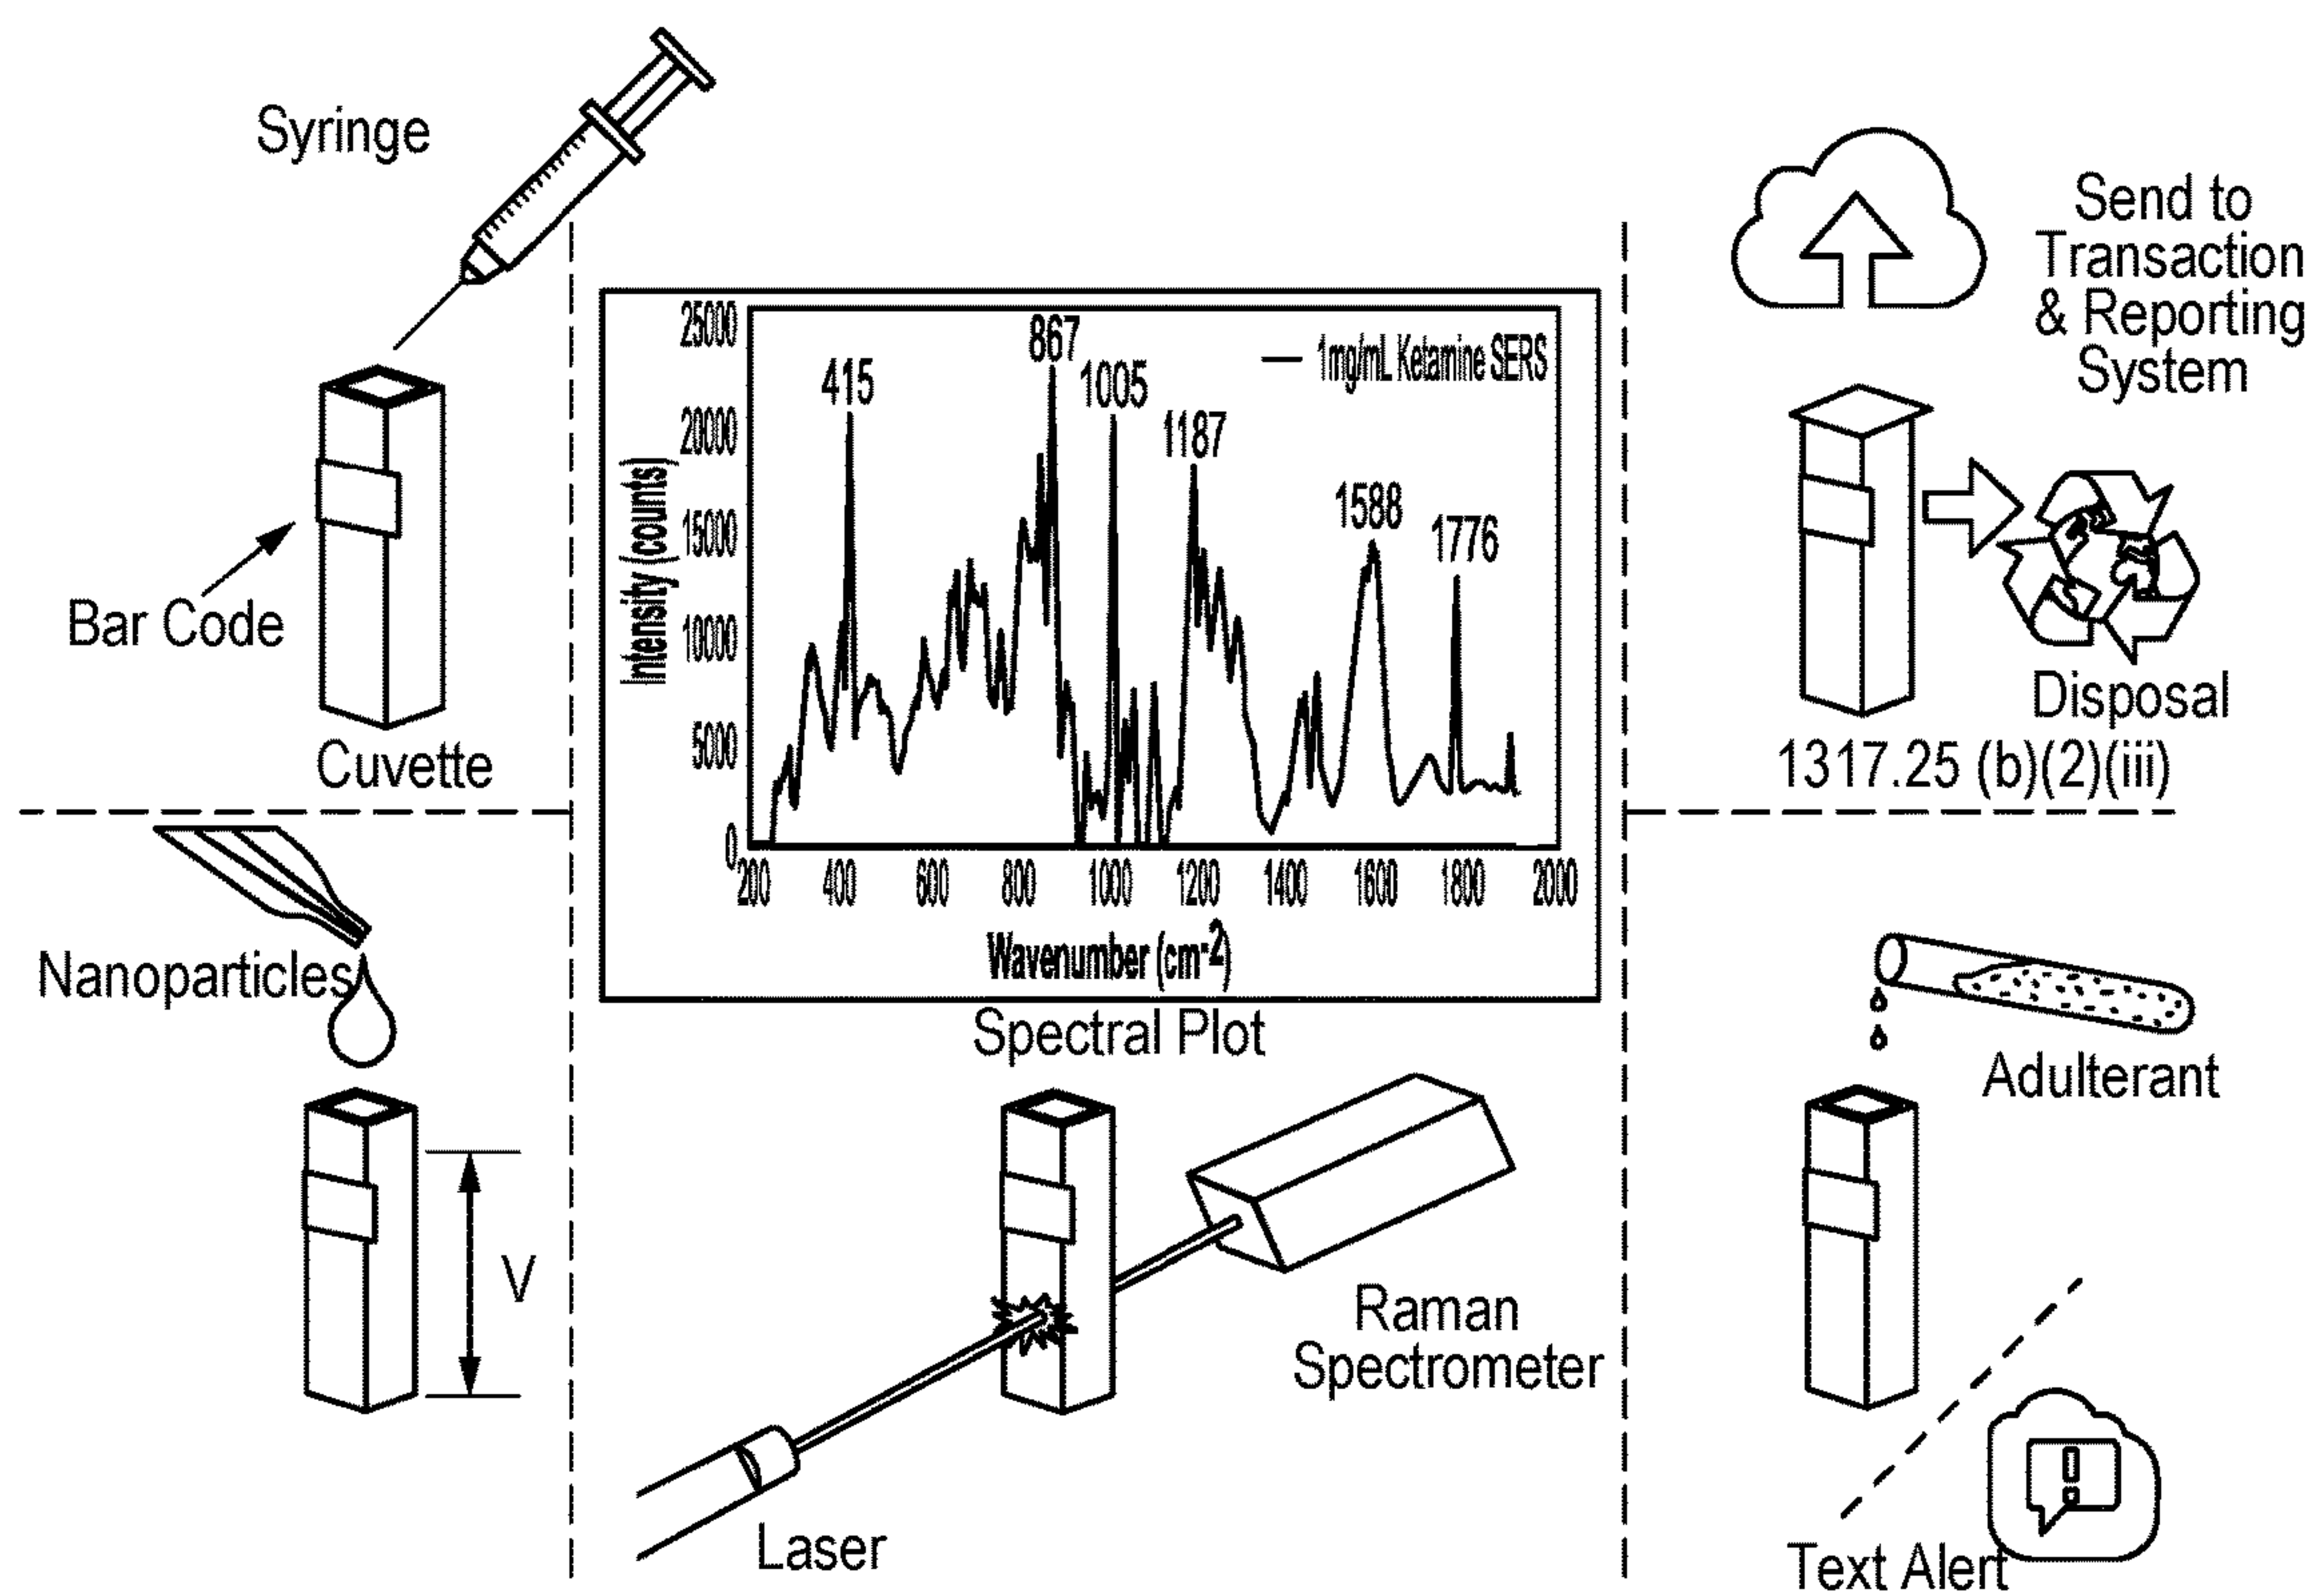 Syringe
Bar Code
Cuvette
Nanoparticles
V
25000
20000
15000
10000
5000
0
Intensity (counts)
415
867
1005
1187
1588
1776
1mg/mL Ketamine SERS
200 400 600 800 1000 1200 1400 1600 1800 2000
Wavenumber (cm-2)
Spectral Plot
Raman
Spectrometer
Laser
Send to
Transaction
& Reporting
System
Disposal
1317.25 (b)(2)(iii)
Adulterant
Text Alert
!